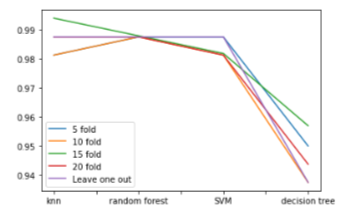 0.99
0.98
0.97
0.96
0.95
0.94
5 fold
10 fold
15 fold
20 fold
Leave one out
knn random forest SVM decision tree